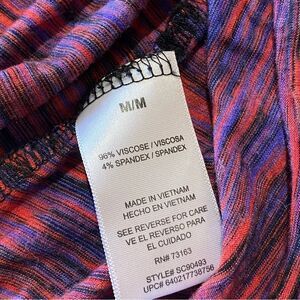 M/M
96% VISCOSE / VISCOSA
4% SPANDEX / SPANDEX
MADE IN VIETNAM
HECHO EN VIETNAM
SEE REVERSE FOR CARE
VE EL REVERSO PARA
EL CUIDADO
RN# 73163
STYLE# SC90493
UPC# 640217738756